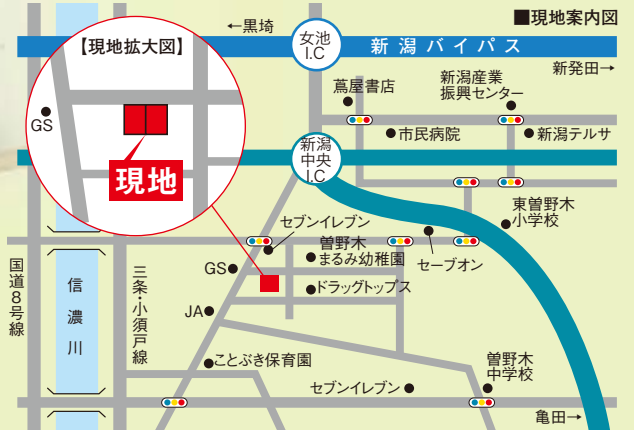 ■現地案内図
←黒埼
女池
I.C
新潟バイパス
新発田→
【現地拡大図】
GS
現地
蔦屋書店
新潟産業
振興センター
市民病院
新潟テルサ
新潟
中央
I.C
東曽野木
小学校
セブンイレブン
曽野木
まるみ幼稚園
セーブオン
GS
ドラッグトップス
JA
国道8号線
信濃川
三条・小須戸線
ことぶき保育園
セブンイレブン
曽野木
中学校
亀田→